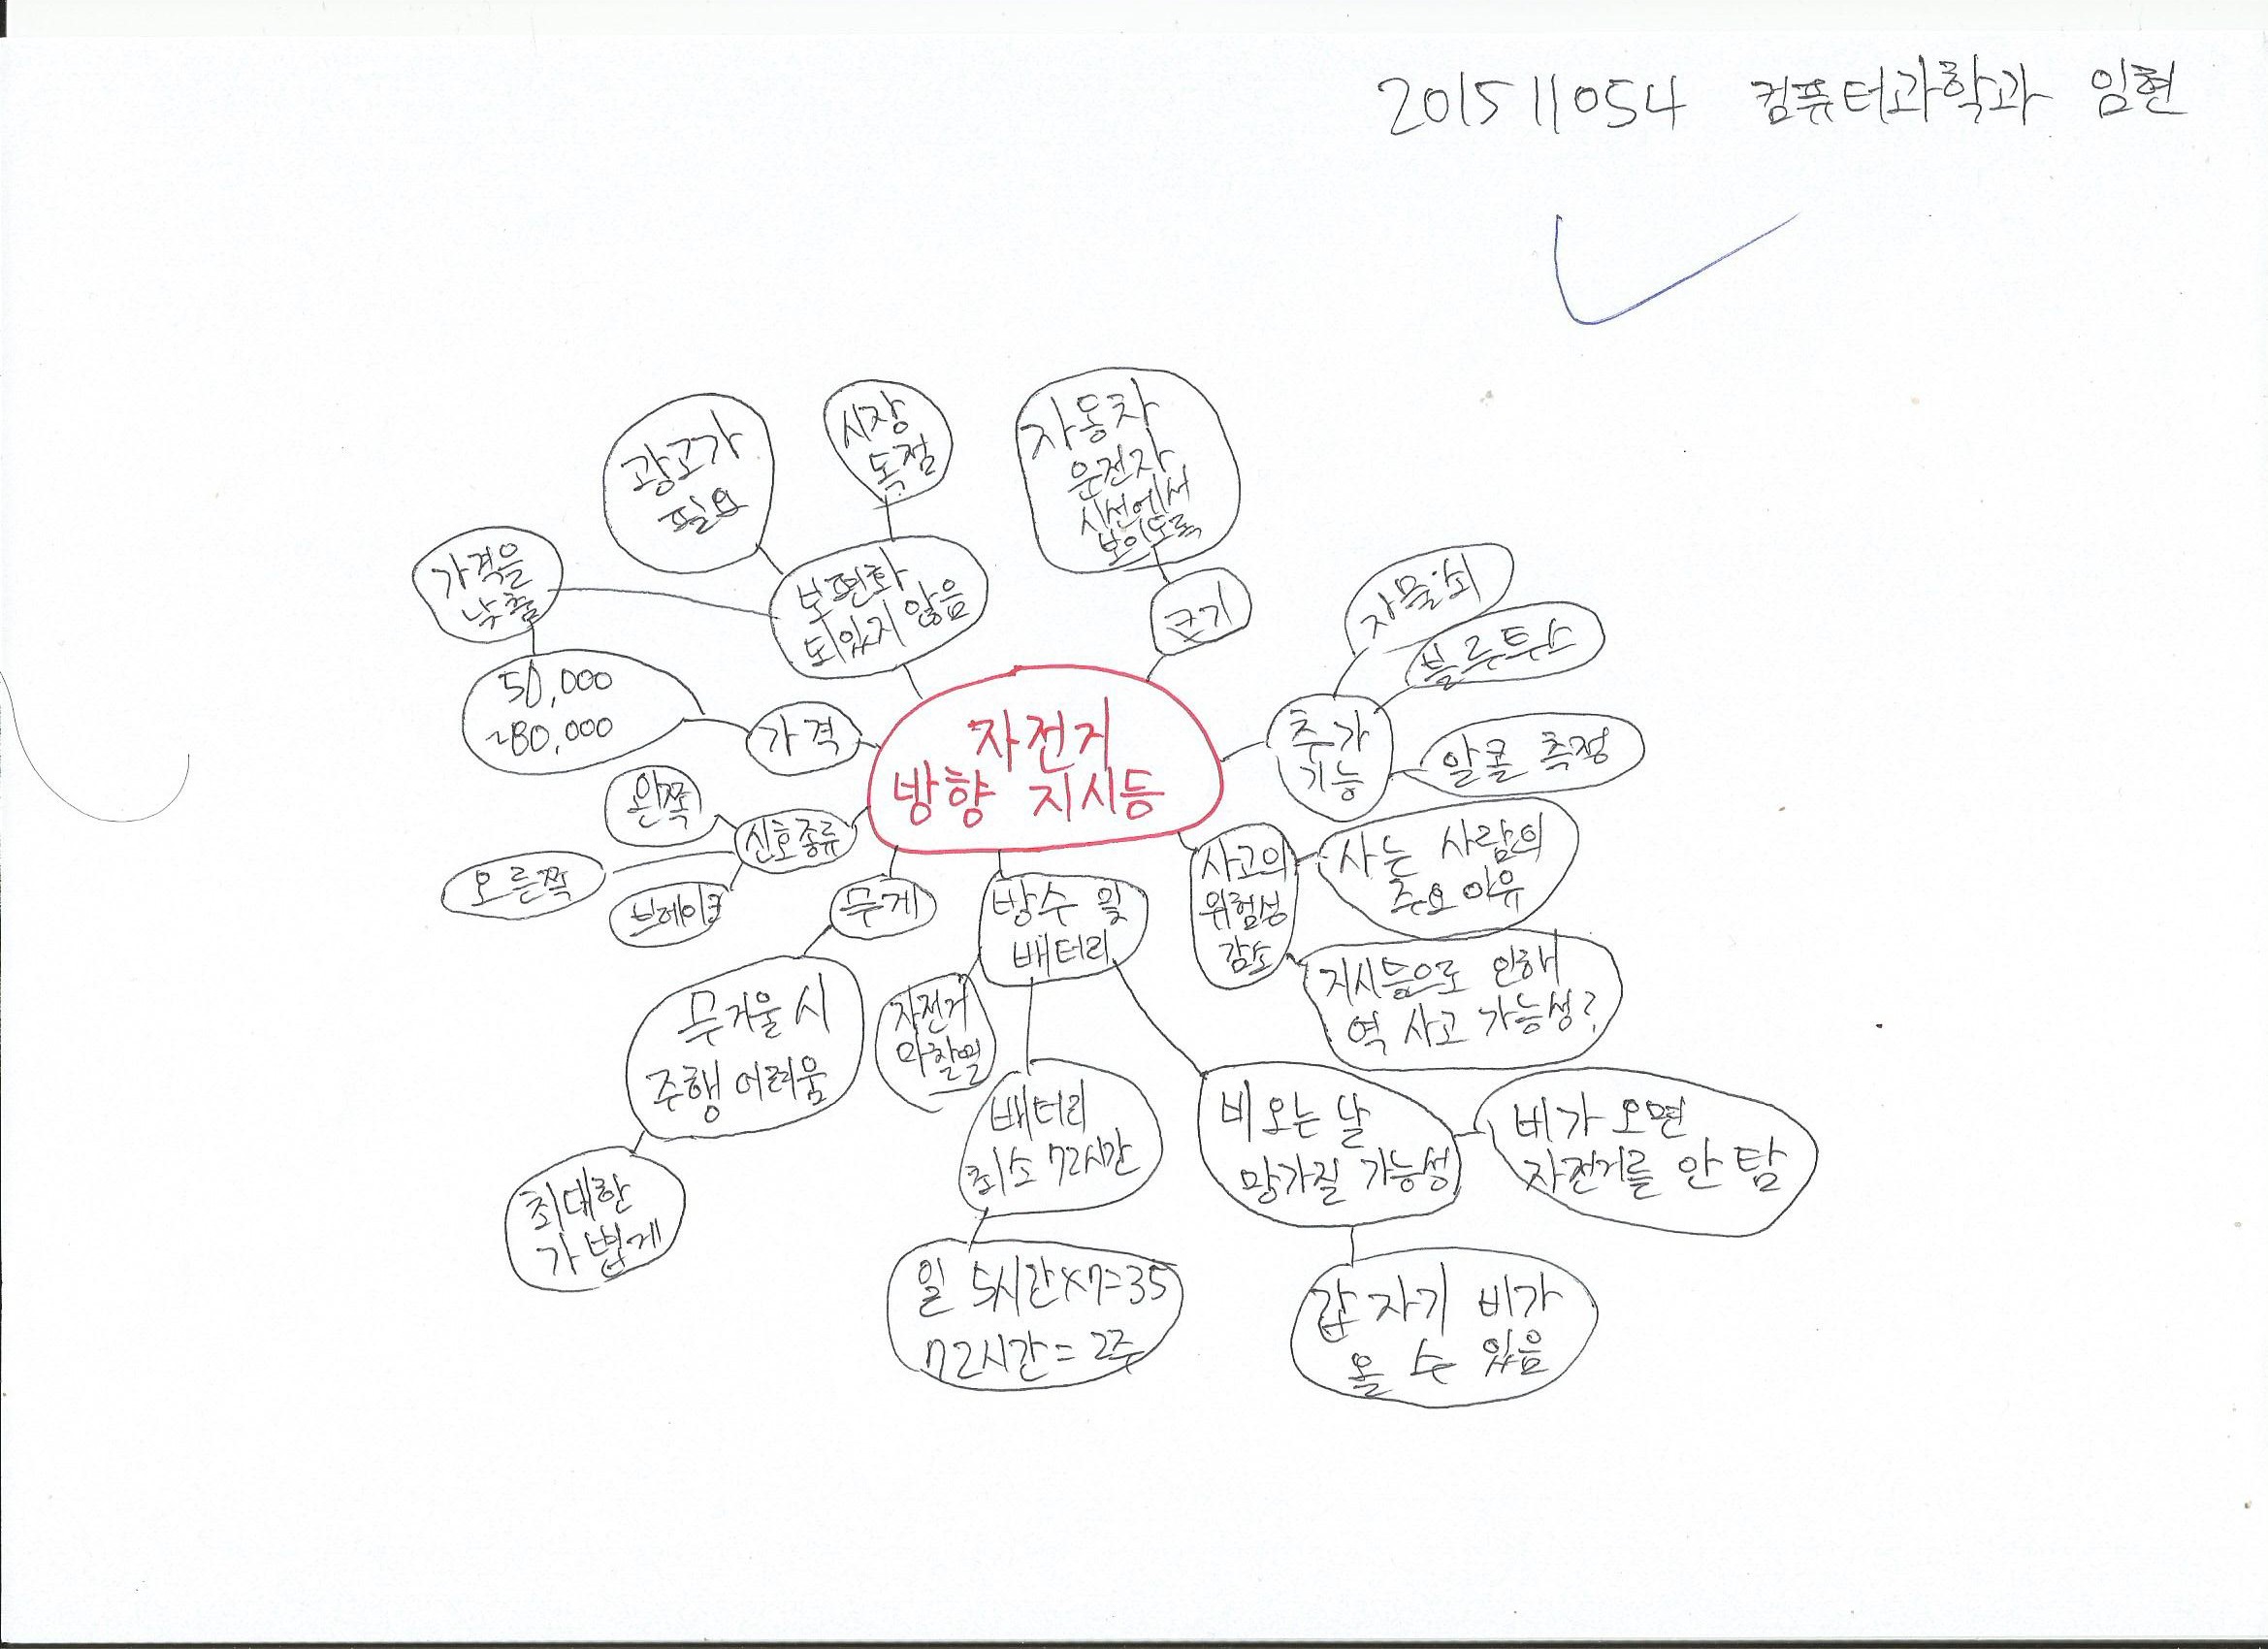 201511054 컴퓨터과학과 임현
시장
독점
자동차
운전자
시선에서
보이도록
광고가
필요
가격을
낮춤
보편화
되있지 않음
크기
자물쇠
블루투스
50,000
~80,000
가격
자전거
방향 지시등
추가
기능
알콜 측정
왼쪽
신호종류
오른쪽
브레이크
무게
방수 및
배터리
사고의
위험성
감소
사는 사람의
주요 이유
지시등으로 인해
역 사고 가능성?
무거울 시
주행 어려움
자전거
마찰열
배터리
최소 72시간
비오는 날
망가질 가능성
비가 오면
자전거를 안 탐
최대한
가볍게
일 5시간×7=35
72시간=2주
갑자기 비가
올 수 있음